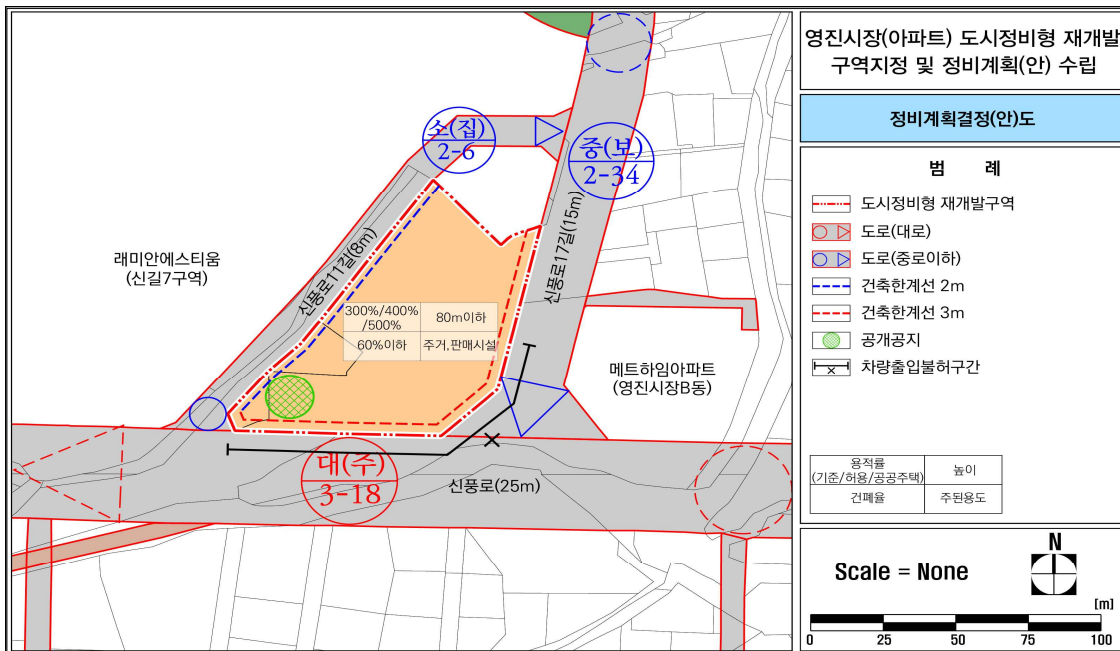 영진시장(아파트) 도시정비형 재개발
구역지정 및 정비계획(안) 수립
정비계획결정(안)도
범 례
도시정비형 재개발구역
도로(대로)
도로(중로이하)
건축한계선 2m
건축한계선 3m
공개공지
차량출입불허구간
용적률
(기준/허용/공공주택)
높이
건폐율
주된용도
Scale = None
N
[m]
0 25 50 75 100
소(집)
2-6
중(보)
2-34
래미안에스티움
(신길7구역)
신풍로11길(8m)
신풍로17길(15m)
300%/400%
/500%
80m이하
60%이하
주거,판매시설
메트하임아파트
(영진시장B동)
대(주)
3-18
신풍로(25m)